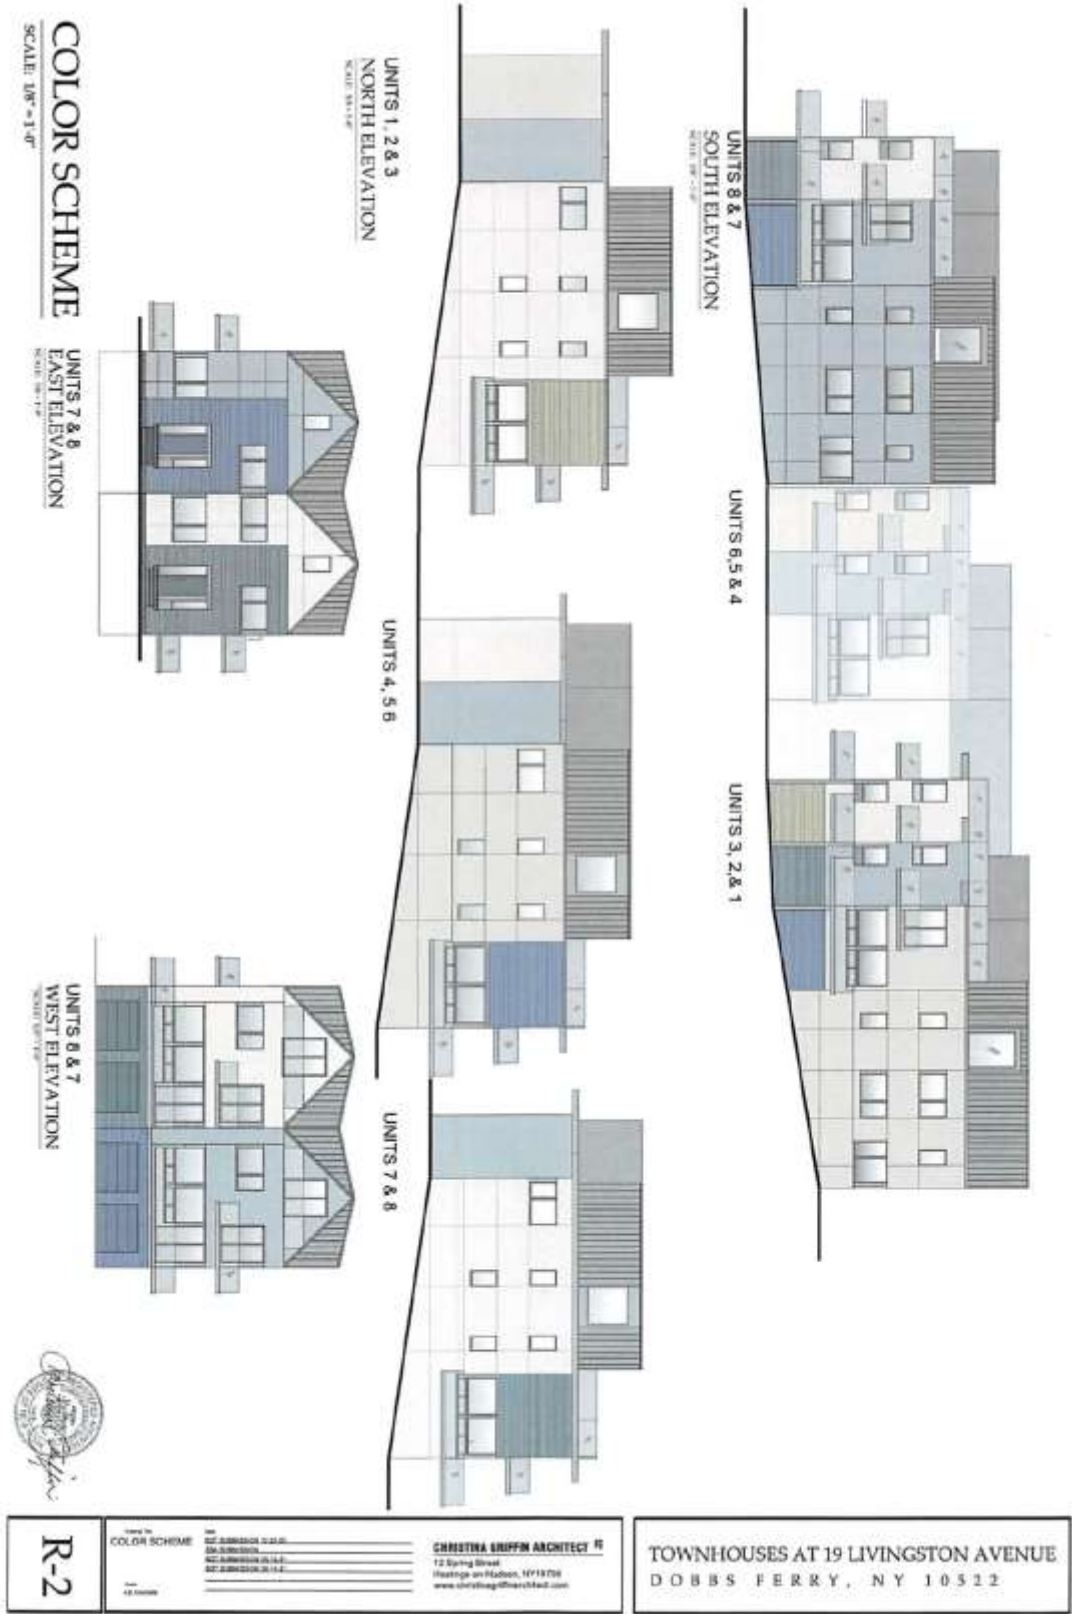 COLOR SCHEME
SCALE: 1/8" = 1'-0"
UNITS 1, 2 & 3
NORTH ELEVATION
UNITS 4, 5 6
UNITS 7 & 8
UNITS 8 & 7
SOUTH ELEVATION
UNITS 6,5 & 4
UNITS 3, 2,& 1
UNITS 7 & 8
EAST ELEVATION
UNITS 8 & 7
WEST ELEVATION
R-2
COLOR SCHEME
CHRISTINA GRIFFIN ARCHITECT PC
12 Spring Street
Hastings on Hudson, NY 10706
www.christinagriffinarchitect.com
TOWNHOUSES AT 19 LIVINGSTON AVENUE
DOBBS FERRY, NY 10522